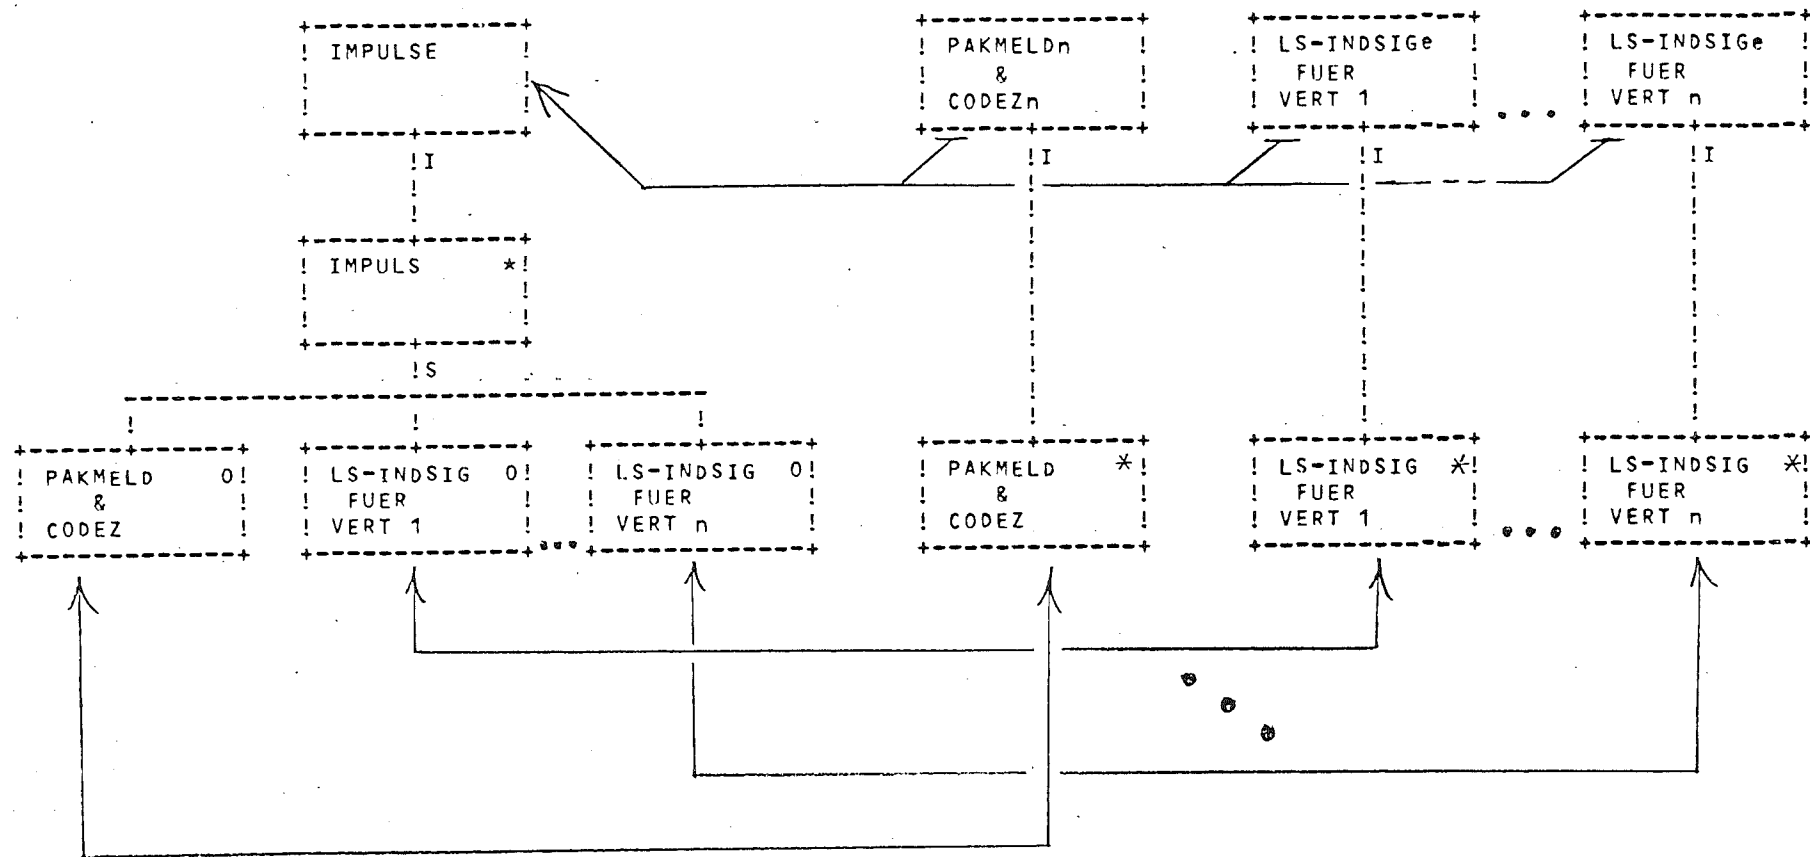 IMPULSE
PAKMELDn
&
CODEZn
LS-INDSIGe
FUER
VERT 1
LS-INDSIGe
FUER
VERT n
I
I
I
I
IMPULS *
S
PAKMELD O
&
CODEZ
LS-INDSIG O
FUER
VERT 1
LS-INDSIG O
FUER
VERT n
PAKMELD *
&
CODEZ
LS-INDSIG *
FUER
VERT 1
LS-INDSIG *
FUER
VERT n